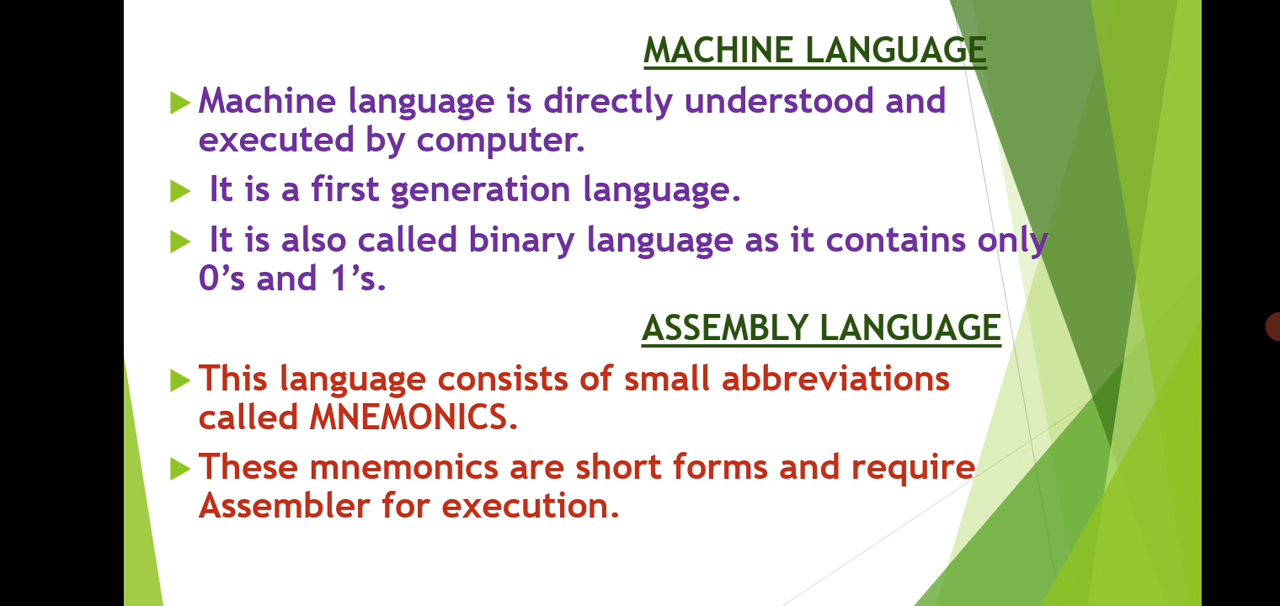 MACHINE LANGUAGE
Machine language is directly understood and
executed by computer.
It is a first generation language.
It is also called binary language as it contains only
0’s and 1’s.
ASSEMBLY LANGUAGE
This language consists of small abbreviations
called MNEMONICS.
These mnemonics are short forms and require
Assembler for execution.